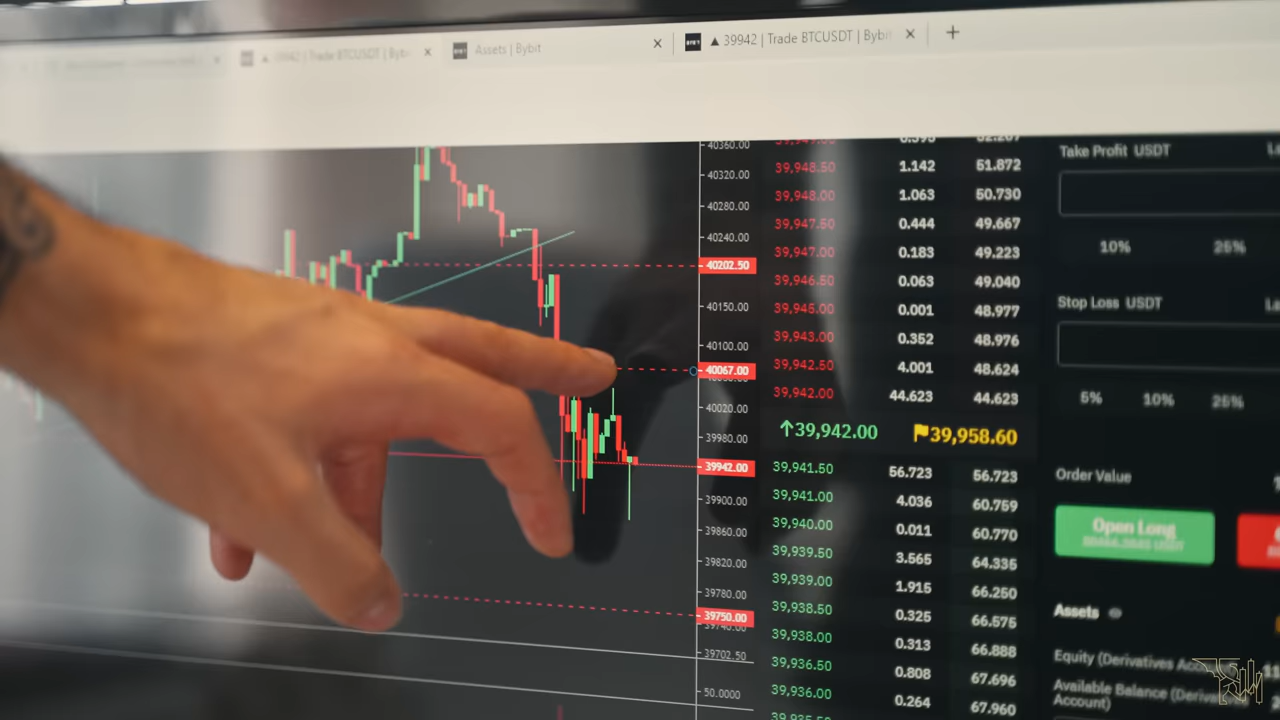 ▲ 39942 | Trade BTCUSDT | Bybi
Assets | Bybit
▲ 39942 | Trade BTCUSDT | Bybi
40360.00
40320.00
40280.00
40240.00
40202.50
40150.00
40100.00
40067.00
40020.00
39980.00
39942.00
39900.00
39860.00
39820.00
39780.00
39750.00
39702.50
50.0000
39,948.50 1.142 51.872
39,948.00 1.063 50.730
39,947.50 0.444 49.667
39,947.00 0.183 49.223
39,946.50 0.063 49.040
39,945.00 0.001 48.977
39,943.00 0.352 48.976
39,942.50 4.001 48.624
39,942.00 44.623 44.623
↑39,942.00 39,958.60
39,941.50 56.723 56.723
39,941.00 4.036 60.759
39,940.00 0.011 60.770
39,939.50 3.565 64.335
39,939.00 1.915 66.250
39,938.50 0.325 66.575
39,938.00 0.313 66.888
39,936.50 0.808 67.696
39,936.00 0.264 67.960
Take Profit USDT
10% 25%
Stop Loss USDT
5% 10% 25%
Order Value
Open Long
Assets
Equity (Derivatives
Available Balance
Account)